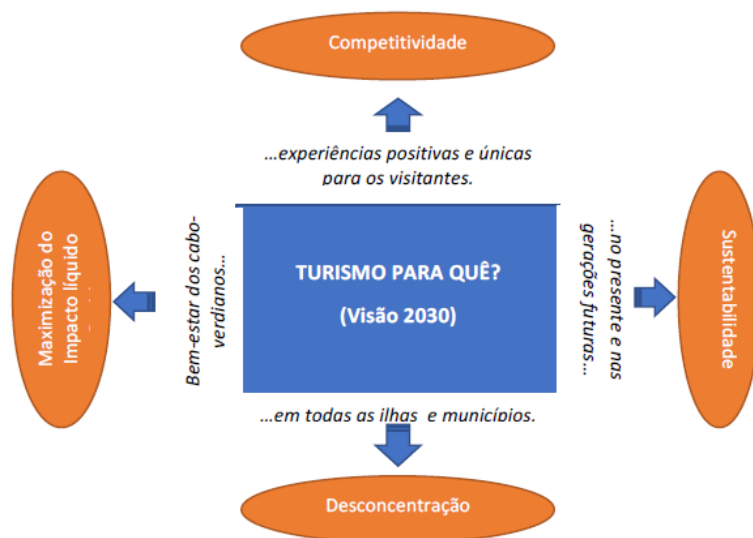 Competitividade
…experiências positivas e únicas
para os visitantes.
Maximização do
Impacto líquido
Bem-estar dos cabo-
verdianos…
TURISMO PARA QUÊ?
(Visão 2030)
…no presente e nas
gerações futuras…
Sustentabilidade
…em todas as ilhas e municípios.
Desconcentração